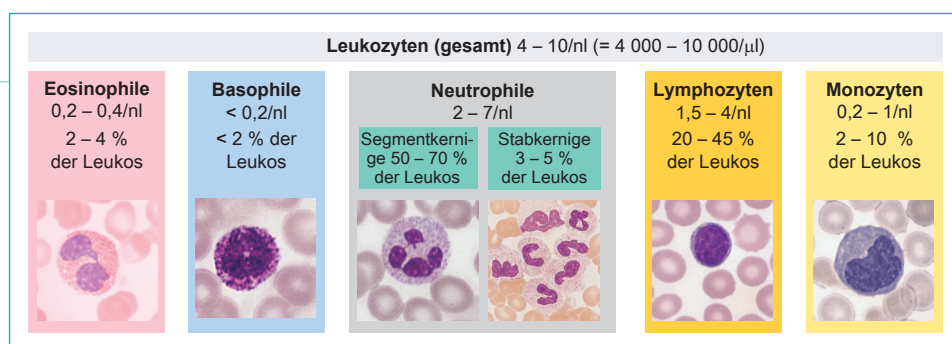 Leukozyten (gesamt) 4 – 10/nl (= 4 000 – 10 000/µl)
Eosinophile
0,2 – 0,4/nl
2 – 4 %
der Leukos
Basophile
< 0,2/nl
< 2 % der
Leukos
Neutrophile
2 – 7/nl
Segmentkerni-
ge 50 – 70 %
der Leukos
Stabkernige
3 – 5 %
der Leukos
Lymphozyten
1,5 – 4/nl
20 – 45 %
der Leukos
Monozyten
0,2 – 1/nl
2 – 10 %
der Leukos